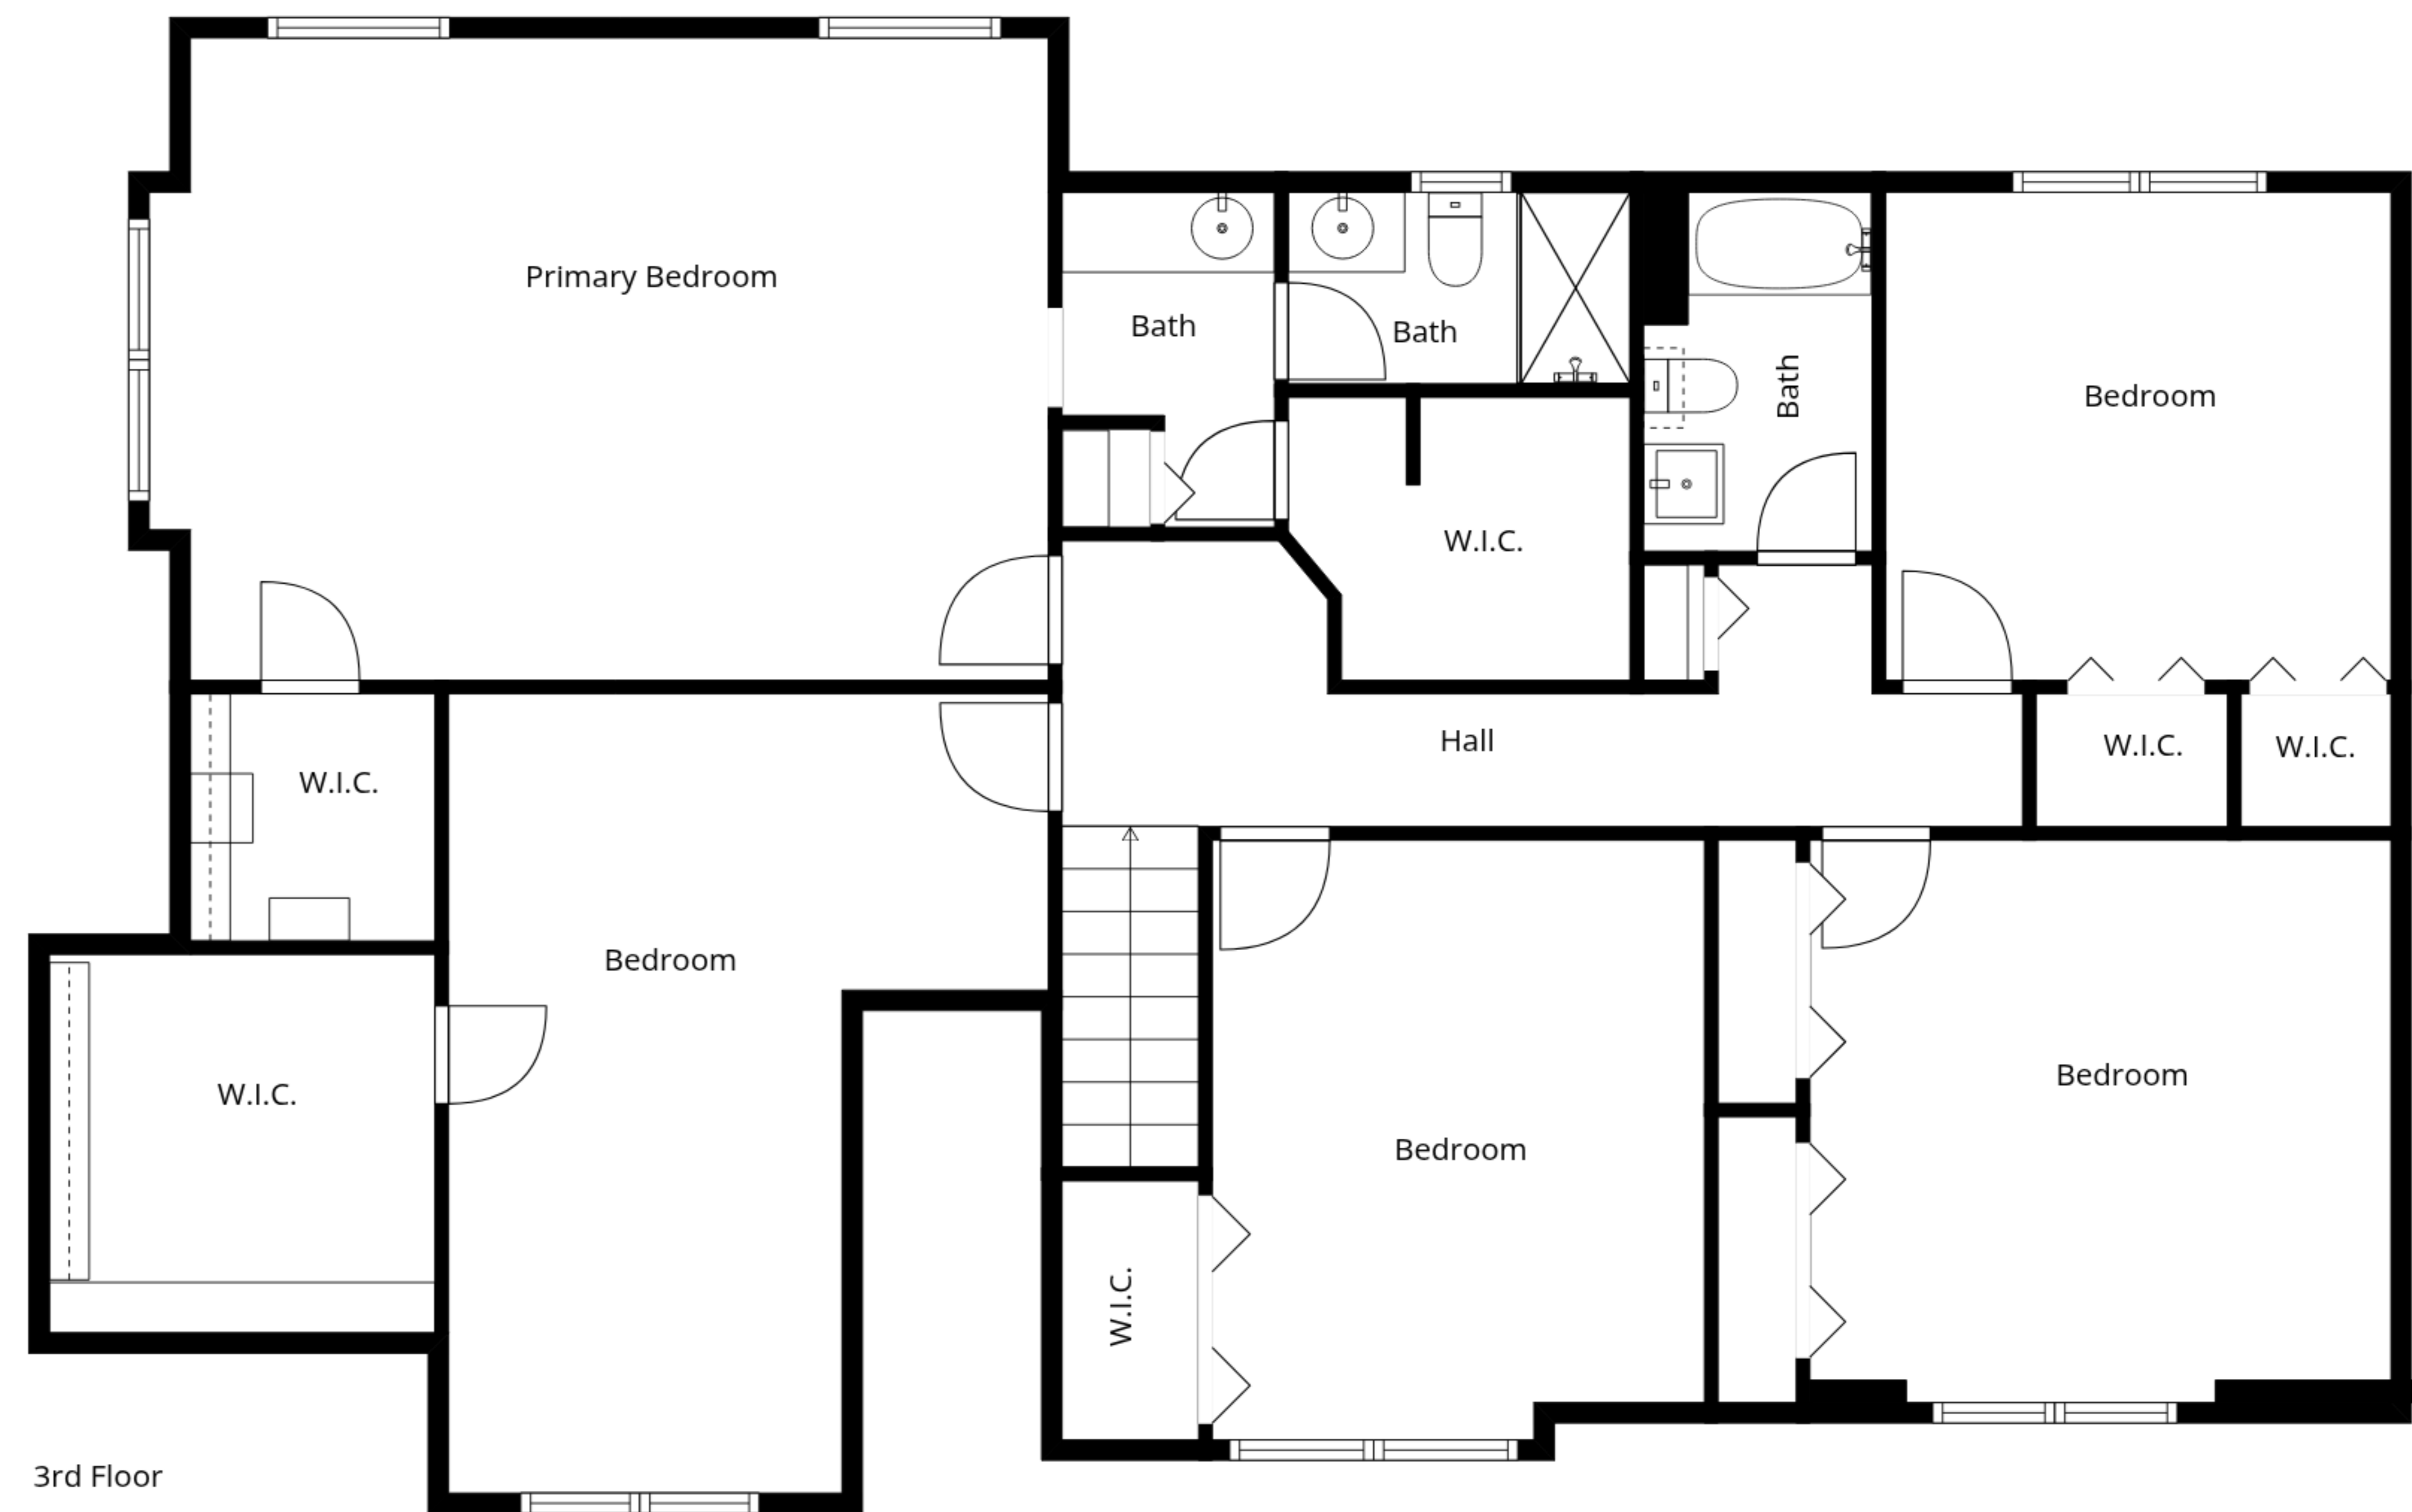 Primary Bedroom
Bath
Bath
Bath
Bedroom
W.I.C.
Hall
W.I.C.
W.I.C.
W.I.C.
Bedroom
W.I.C.
Bedroom
Bedroom
W.I.C.
3rd Floor